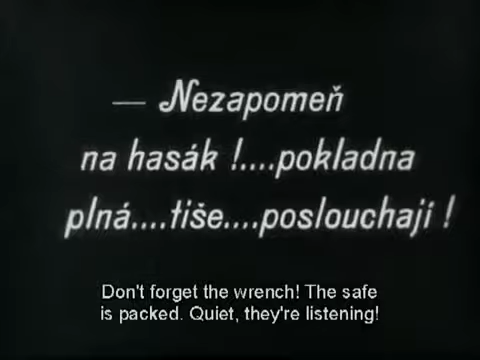 — Nezapomeň
na hasák !....pokladna
plná....tiše....poslouchají !
Don't forget the wrench! The safe
is packed. Quiet, they're listening!